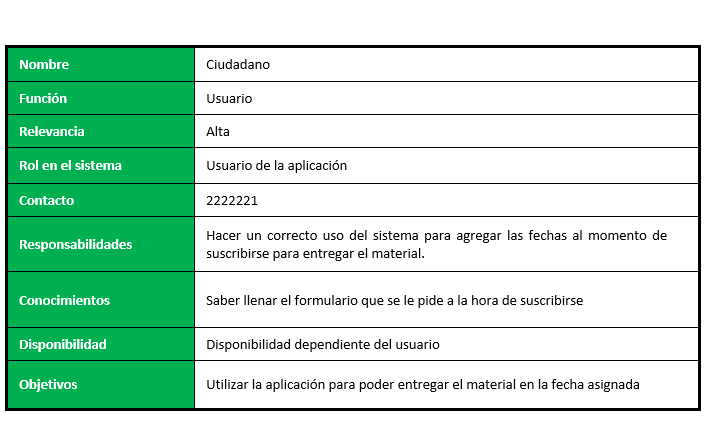 Nombre Ciudadano
Función Usuario
Relevancia Alta
Rol en el sistema Usuario de la aplicación
Contacto 2222221
Responsabilidades Hacer un correcto uso del sistema para agregar las fechas al momento de
suscribirse para entregar el material.
Conocimientos Saber llenar el formulario que se le pide a la hora de suscribirse
Disponibilidad Disponibilidad dependiente del usuario
Objetivos Utilizar la aplicación para poder entregar el material en la fecha asignada